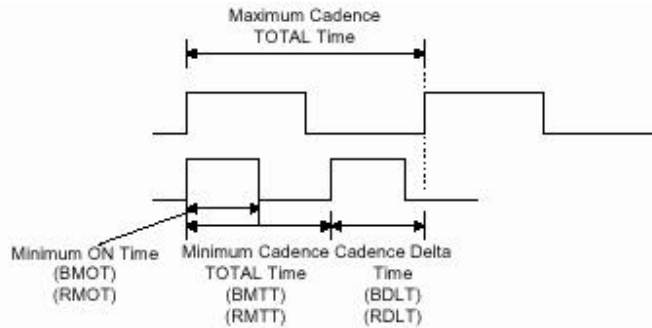 Maximum Cadence
TOTAL Time
Minimum ON Time
(BMOT)
(RMOT)
Minimum Cadence
TOTAL Time
(BMTT)
(RMTT)
Cadence Delta
Time
(BDLT)
(RDLT)